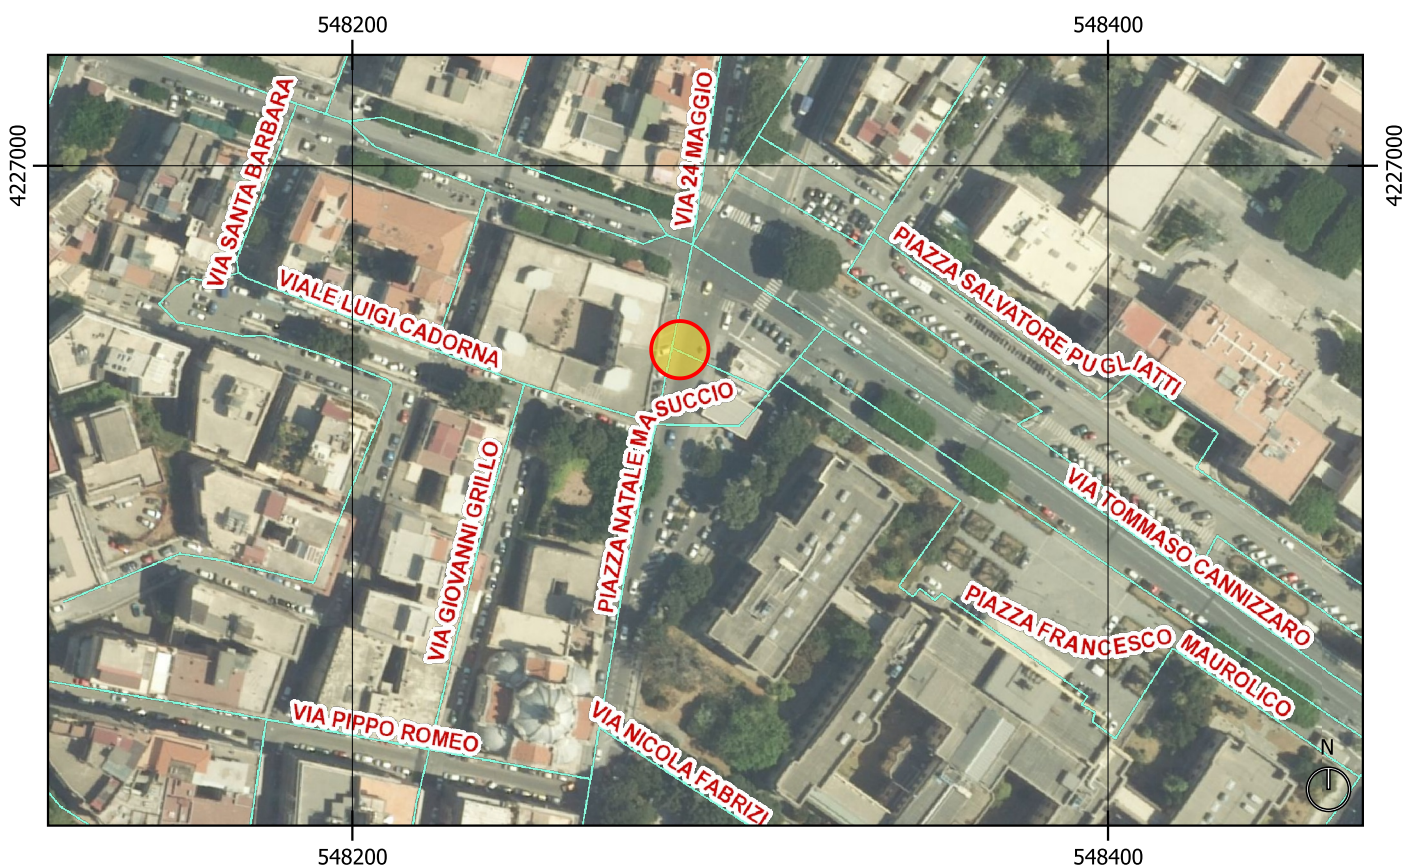 548200
548400
4227000
4227000
VIA SANTA BARBARA
VIA 24 MAGGIO
PIAZZA SALVATORE PUGLIATTI
VIALE LUIGI CADORNA
PIAZZA NATALE MASUCCIO
VIA GIOVANNI GRILLO
VIA TOMMASO CANNIZZARO
PIAZZA FRANCESCO MAUROLICO
VIA PIPPO ROMEO
VIA NICOLA FABRIZI
N
548200
548400